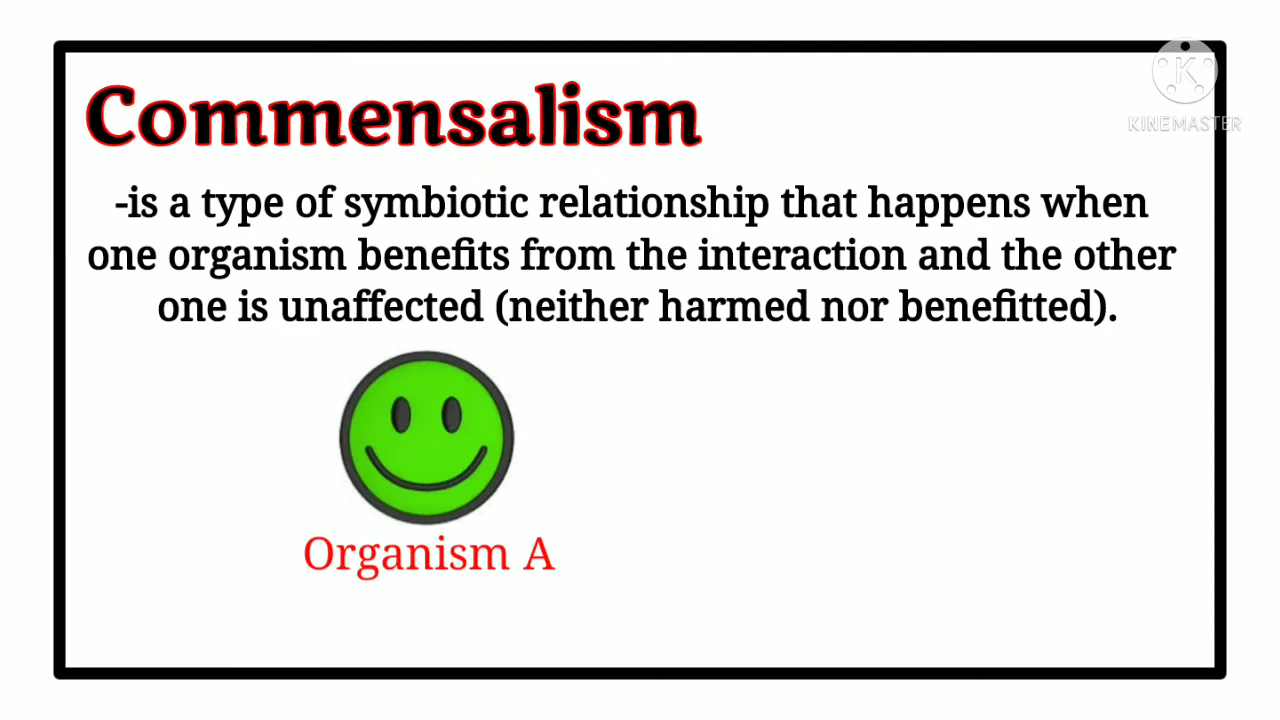 Commensalism
-is a type of symbiotic relationship that happens when
one organism benefits from the interaction and the other
one is unaffected (neither harmed nor benefitted).
Organism A
K
KINEMASTER